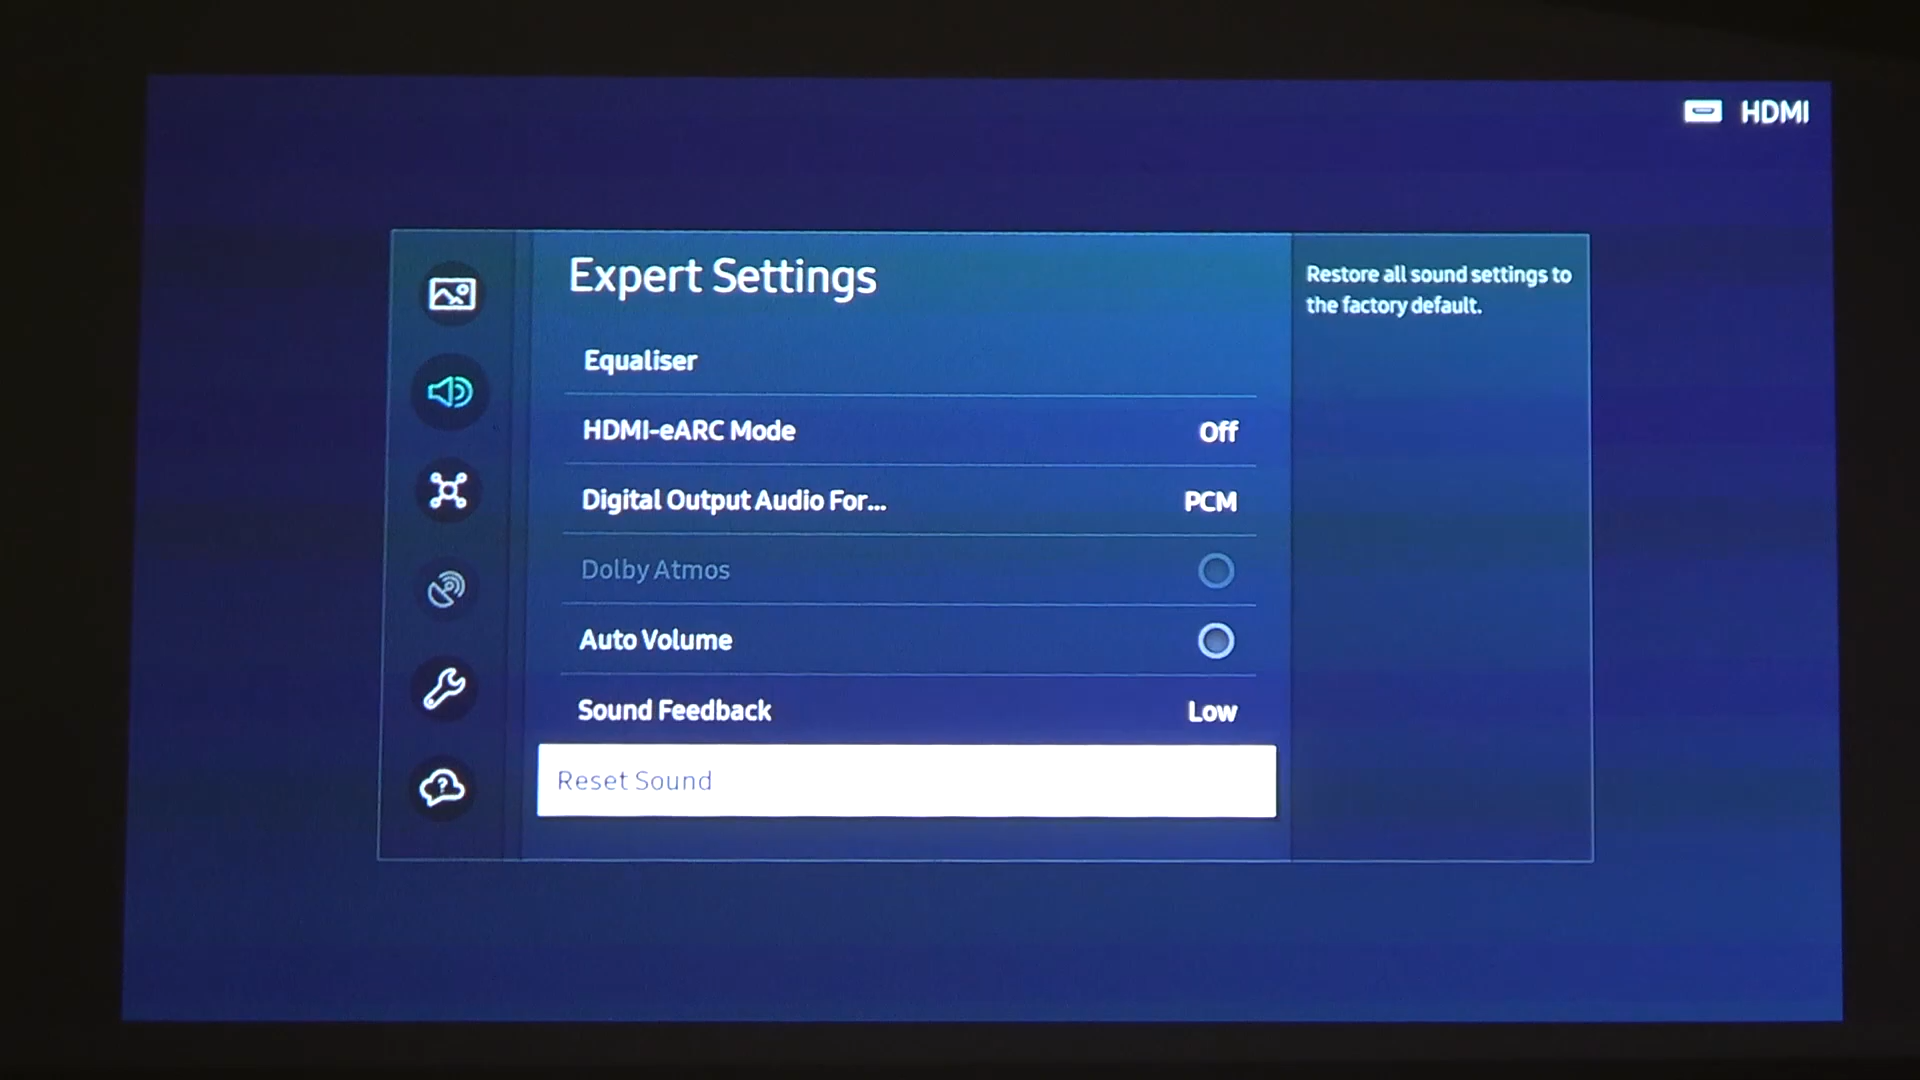 HDMI
Expert Settings
Restore all sound settings to
the factory default.
Equaliser
HDMI-eARC Mode Off
Digital Output Audio For... PCM
Dolby Atmos
Auto Volume
Sound Feedback Low
Reset Sound
?